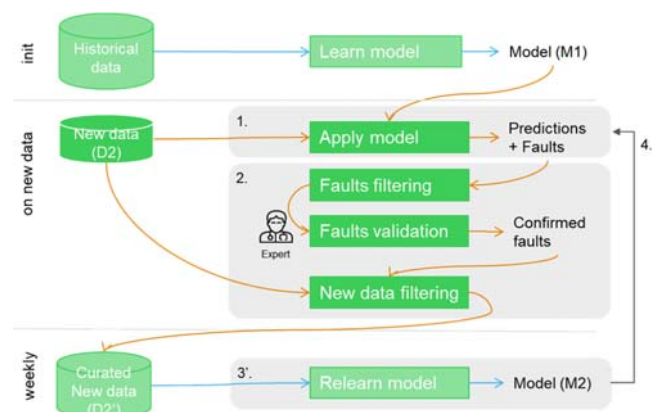 init
Historical
data
Learn model
Model (M1)
on new data
New data
(D2)
1.
Apply model
Predictions
+ Faults
4.
2.
Faults filtering
Expert
Faults validation
Confirmed
faults
New data filtering
weekly
Curated
New data
(D2')
3'.
Relearn model
Model (M2)